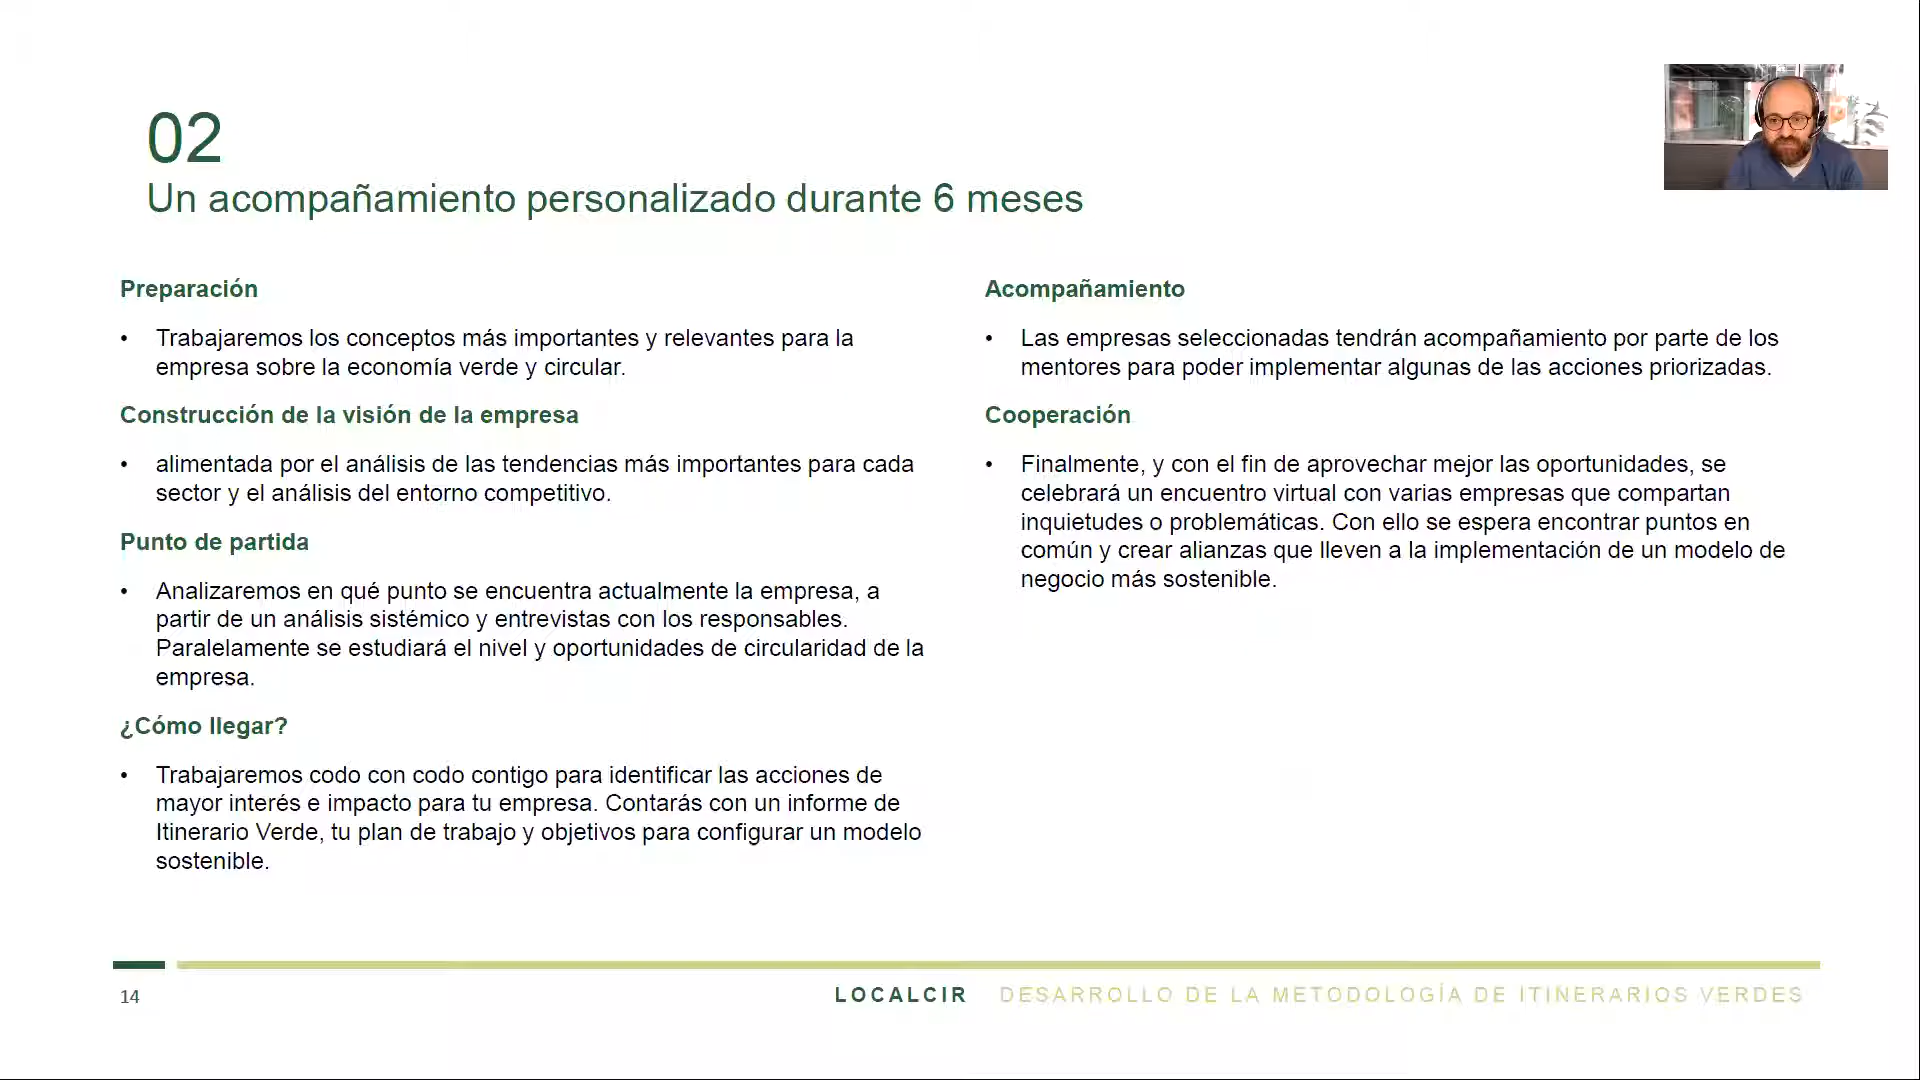 02
Un acompañamiento personalizado durante 6 meses
Preparación
• Trabajaremos los conceptos más importantes y relevantes para la
empresa sobre la economía verde y circular.
Construcción de la visión de la empresa
• alimentada por el análisis de las tendencias más importantes para cada
sector y el análisis del entorno competitivo.
Punto de partida
• Analizaremos en qué punto se encuentra actualmente la empresa, a
partir de un análisis sistémico y entrevistas con los responsables.
Paralelamente se estudiará el nivel y oportunidades de circularidad de la
empresa.
¿Cómo llegar?
• Trabajaremos codo con codo contigo para identificar las acciones de
mayor interés e impacto para tu empresa. Contarás con un informe de
Itinerario Verde, tu plan de trabajo y objetivos para configurar un modelo
sostenible.
Acompañamiento
• Las empresas seleccionadas tendrán acompañamiento por parte de los
mentores para poder implementar algunas de las acciones priorizadas.
Cooperación
• Finalmente, y con el fin de aprovechar mejor las oportunidades, se
celebrará un encuentro virtual con varias empresas que compartan
inquietudes o problemáticas. Con ello se espera encontrar puntos en
común y crear alianzas que lleven a la implementación de un modelo de
negocio más sostenible.
14
LOCALCIR DESARROLLO DE LA METODOLOGÍA DE ITINERARIOS VERDES